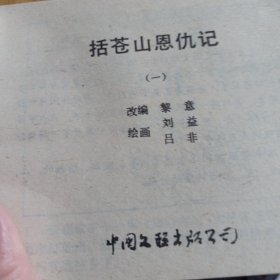 括苍山恩仇记
（一）
改编 黎意
绘画 刘益
吕非
中国文联出版公司